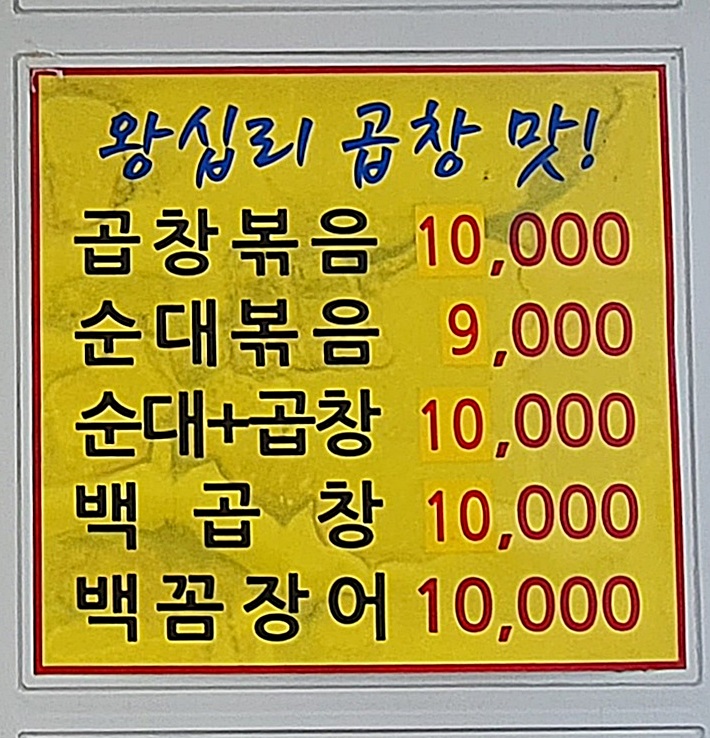 왕십리 곱창 맛!
곱창볶음 10,000
순대볶음 9,000
순대+곱창 10,000
백 곱 창 10,000
백꼼장어 10,000